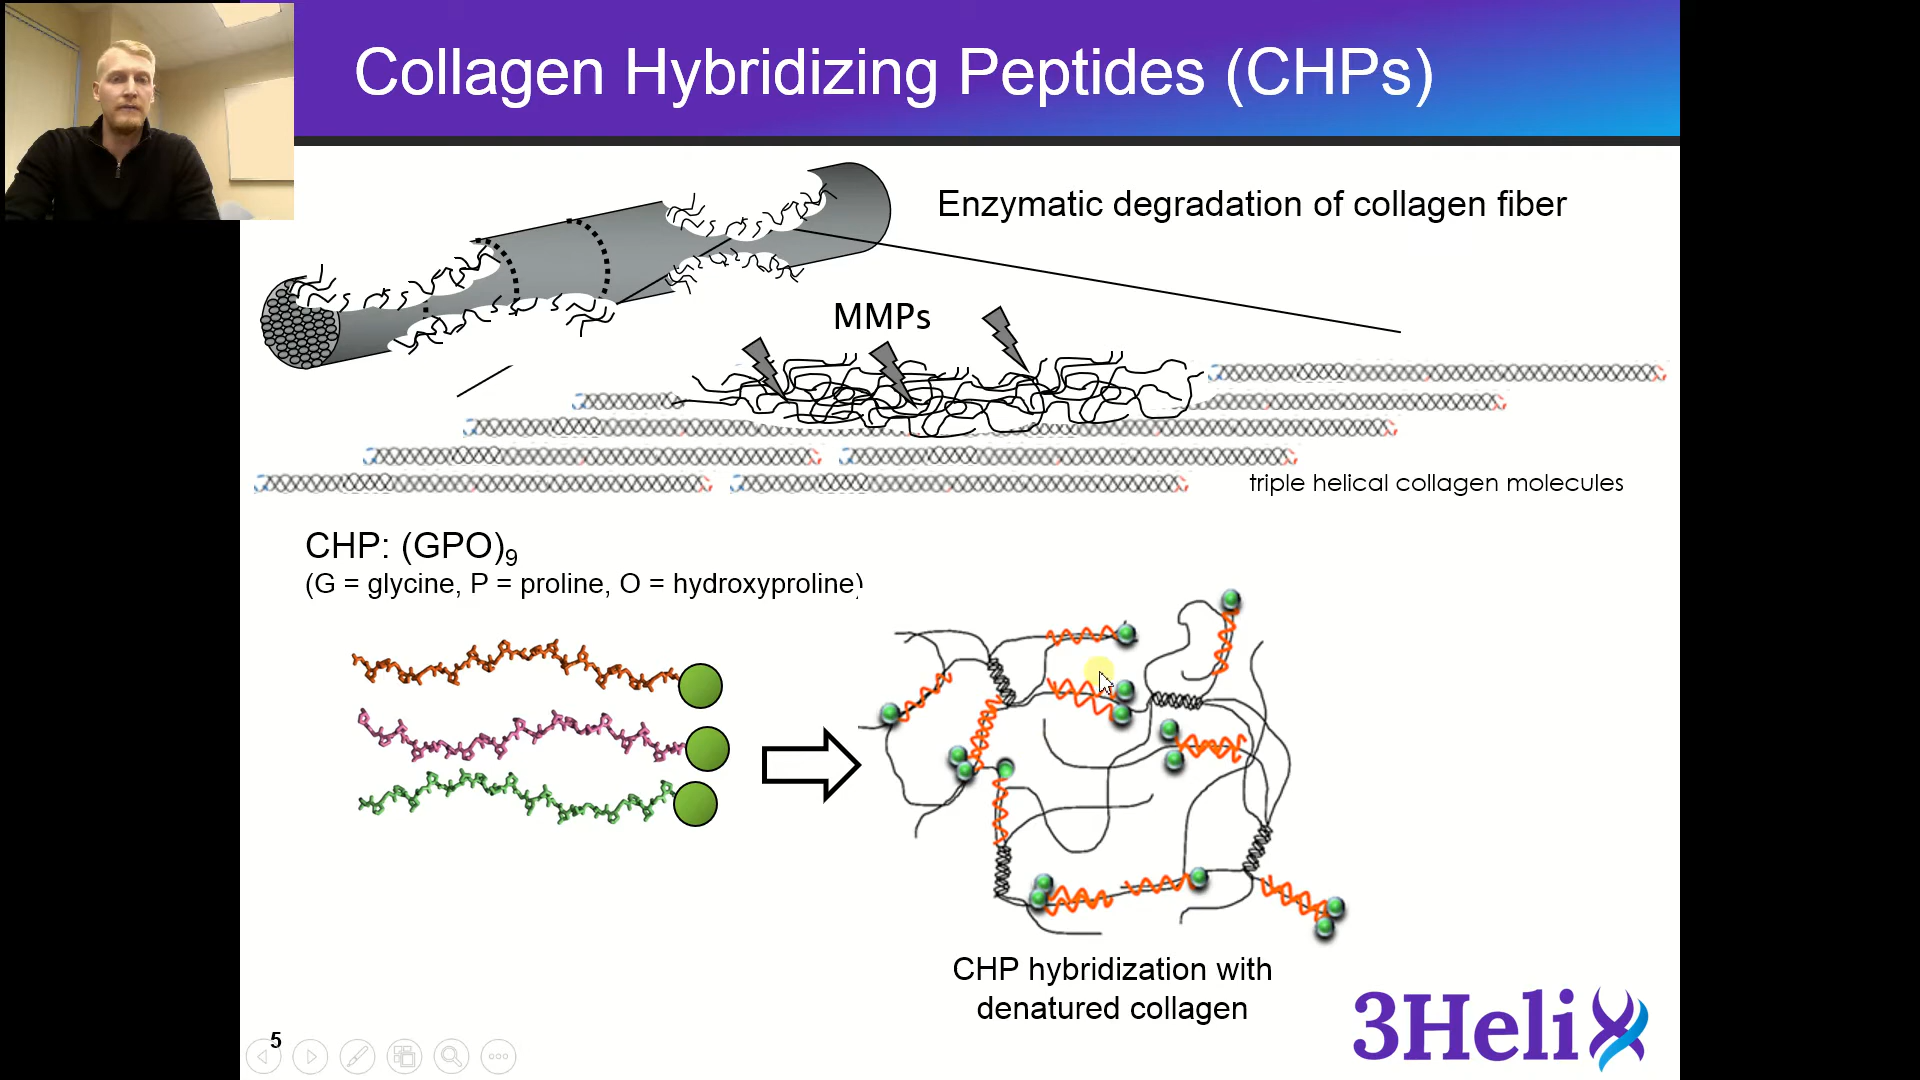 Collagen Hybridizing Peptides (CHPs)
Enzymatic degradation of collagen fiber
MMPs
triple helical collagen molecules
CHP: (GPO)₉
(G = glycine, P = proline, O = hydroxyproline)
CHP hybridization with
denatured collagen
3Helix
5